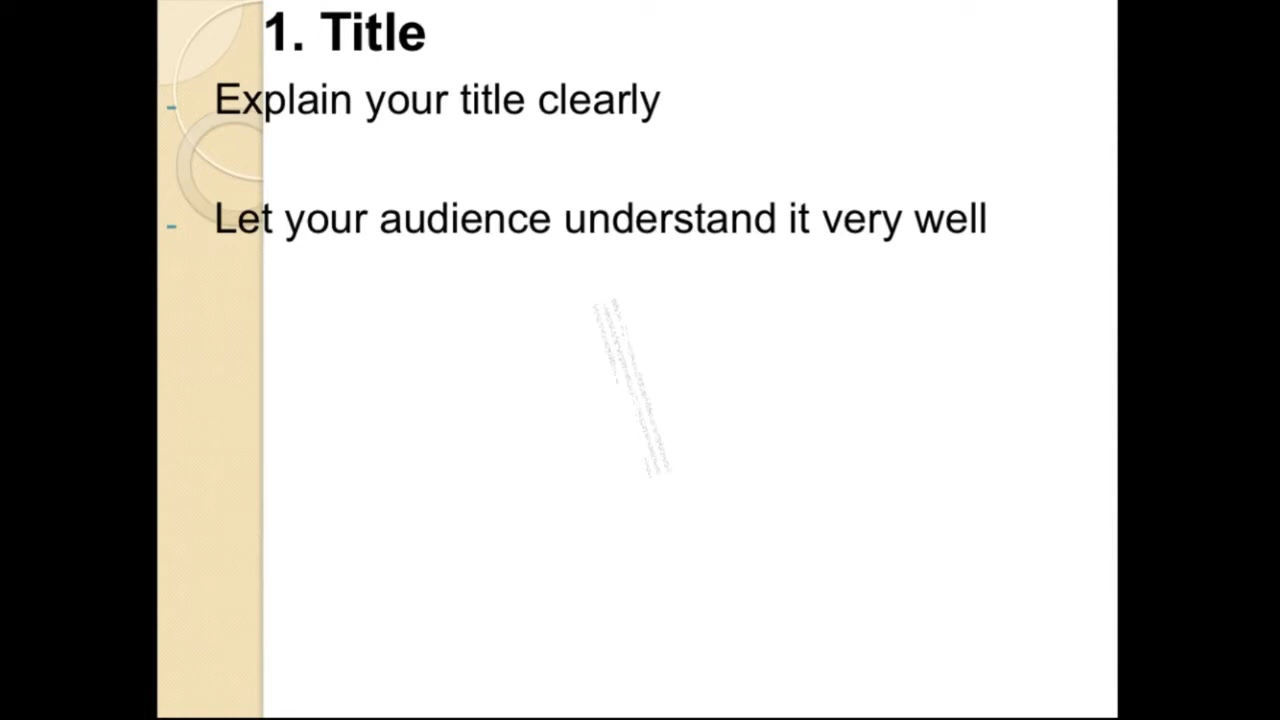 1. Title
- Explain your title clearly
- Let your audience understand it very well